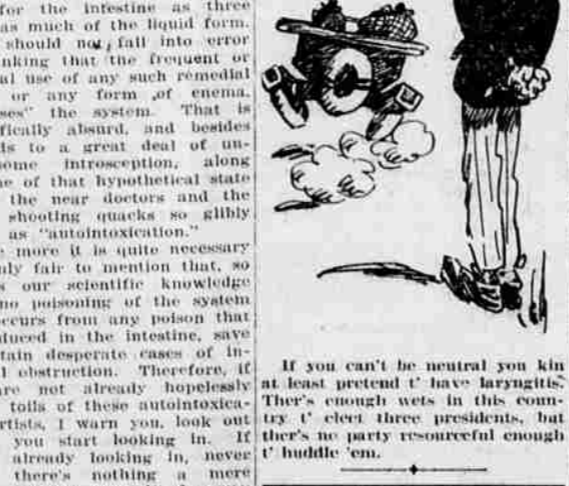 for the intestine as three
as much of the liquid form.
should not fall into error
nking that the frequent or
al use of any such remedial
or any form of enema.
ses" the system. That is
fically absurd, and besides
ds to a great deal of un-
ome introsception, along
ne of that hypothetical state
the near doctors and the
shooting quacks so glibly
as "autointoxication."
e more it is quite necessary
nly fair to mention that, so
s our scientific knowledge
no poisoning of the system
ccurs from any poison that
duced in the intestine, save
tain desperate cases of in-
l obstruction. Therefore, if
are not already hopelessly
toils of these autointoxica-
rtists, I warn you, look out
you start looking in. If
already looking in, never
there's nothing a mere
If you can't be neutral you kin
at least pretend t' have laryngitis.
Ther's enough wets in this coun-
try t' elect three presidents, but
ther's no party resourceful enough
t' huddle 'em.